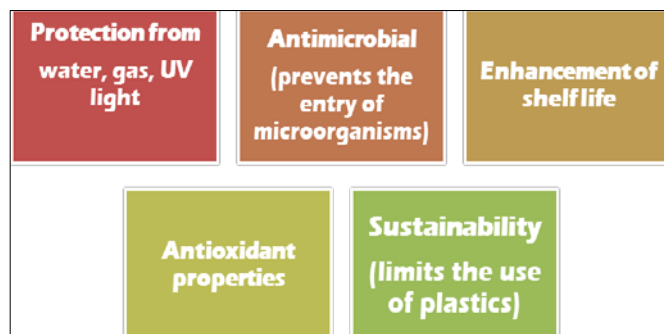 Protection from
water, gas, UV
light
Antimicrobial
(prevents the
entry of
microorganisms)
Enhancement of
shelf life
Antioxidant
properties
Sustainability
(limits the use
of plastics)